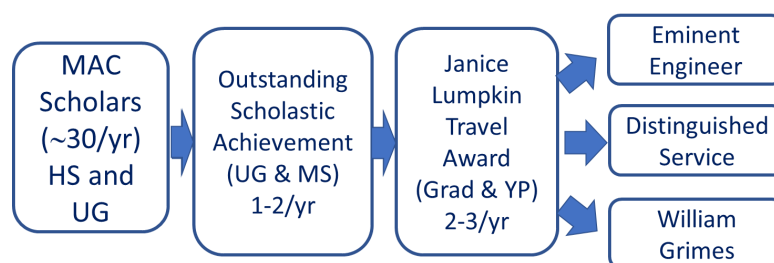 MAC
Scholars
(~30/yr)
HS and
UG
Outstanding
Scholastic
Achievement
(UG & MS)
1-2/yr
Janice
Lumpkin
Travel
Award
(Grad & YP)
2-3/yr
Eminent
Engineer
Distinguished
Service
William
Grimes